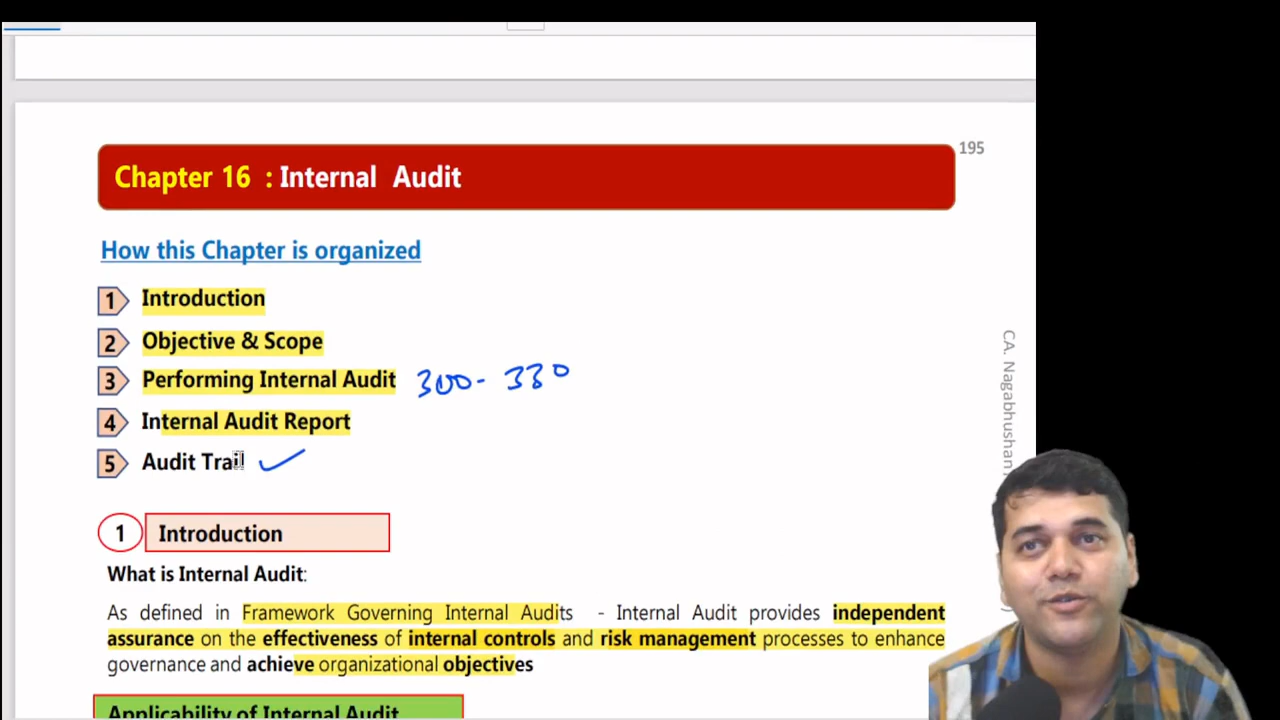 195
Chapter 16 : Internal Audit
How this Chapter is organized
1 Introduction
2 Objective & Scope
3 Performing Internal Audit 300- 330
4 Internal Audit Report
5 Audit Trail
1 Introduction
What is Internal Audit:
As defined in Framework Governing Internal Audits - Internal Audit provides independent
assurance on the effectiveness of internal controls and risk management processes to enhance
governance and achieve organizational objectives
Applicability of Internal Audit
CA. Nagabhushan